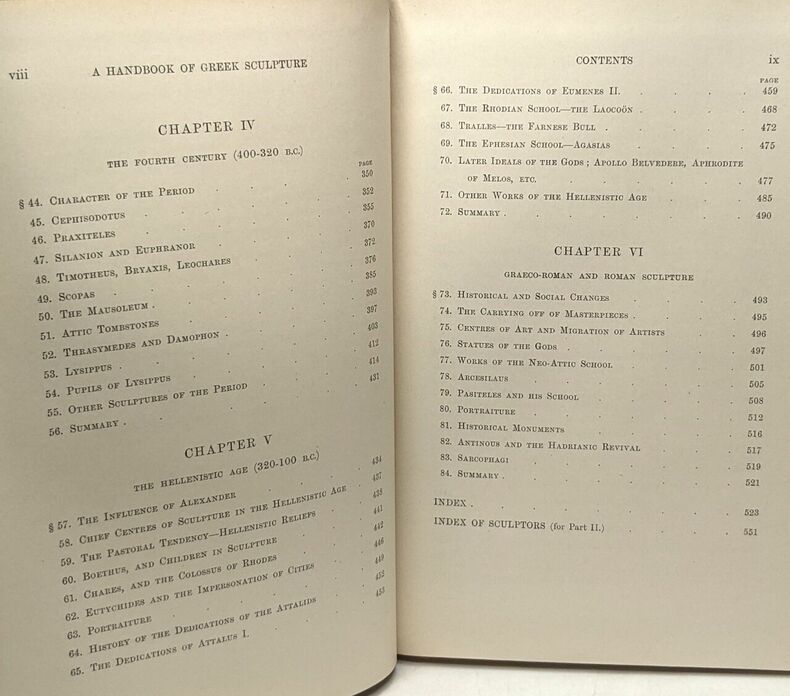 viii A HANDBOOK OF GREEK SCULPTURE
CHAPTER IV
THE FOURTH CENTURY (400-320 B.C.)
PAGE
§ 44. CHARACTER OF THE PERIOD . . . 350
45. CEPHISODOTUS . . . . 352
46. PRAXITELES . . . . 355
47. SILANION AND EUPHRANOR . . . 370
48. TIMOTHEUS, BRYAXIS, LEOCHARES . . . 372
49. SCOPAS . . . . 376
50. THE MAUSOLEUM . . . . 385
51. ATTIC TOMBSTONES . . . . 393
52. THRASYMEDES AND DAMOPHON . . . 397
53. LYSIPPUS . . . . 403
54. PUPILS OF LYSIPPUS . . . . 412
55. OTHER SCULPTURES OF THE PERIOD . . . 414
56. SUMMARY . . . . 431
CHAPTER V
THE HELLENISTIC AGE (320-100 B.C.)
§ 57. THE INFLUENCE OF ALEXANDER . . . 434
58. CHIEF CENTRES OF SCULPTURE IN THE HELLENISTIC AGE . 437
59. THE PASTORAL TENDENCY—HELLENISTIC RELIEFS . 438
60. BOETHUS, AND CHILDREN IN SCULPTURE . . 441
61. CHARES, AND THE COLOSSUS OF RHODES . . 442
62. EUTYCHIDES AND THE IMPERSONATION OF CITIES . 446
63. PORTRAITURE . . . . 449
64. HISTORY OF THE DEDICATIONS OF THE ATTALIDS . 452
65. THE DEDICATIONS OF ATTALUS I. . . . 453
CONTENTS ix
PAGE
§ 66. THE DEDICATIONS OF EUMENES II. . . . . 459
67. THE RHODIAN SCHOOL—THE LAOCOÖN . . . . 468
68. TRALLES—THE FARNESE BULL . . . . . 472
69. THE EPHESIAN SCHOOL—AGASIAS . . . . 475
70. LATER IDEALS OF THE GODS; APOLLO BELVEDERE, APHRODITE
OF MELOS, ETC. . . . . . 477
71. OTHER WORKS OF THE HELLENISTIC AGE . . . 485
72. SUMMARY . . . . . . 490
CHAPTER VI
GRAECO-ROMAN AND ROMAN SCULPTURE
§ 73. HISTORICAL AND SOCIAL CHANGES . . . . 493
74. THE CARRYING OFF OF MASTERPIECES . . . . 495
75. CENTRES OF ART AND MIGRATION OF ARTISTS . . 496
76. STATUES OF THE GODS . . . . . 497
77. WORKS OF THE NEO-ATTIC SCHOOL . . . . 501
78. ARCESILAUS . . . . . 505
79. PASITELES AND HIS SCHOOL . . . . 508
80. PORTRAITURE . . . . . 512
81. HISTORICAL MONUMENTS . . . . 516
82. ANTINOUS AND THE HADRIANIC REVIVAL . . . 517
83. SARCOPHAGI . . . . . 519
84. SUMMARY . . . . . . 521
INDEX . . . . . . 523
INDEX OF SCULPTORS (for Part II.) . . . . 551